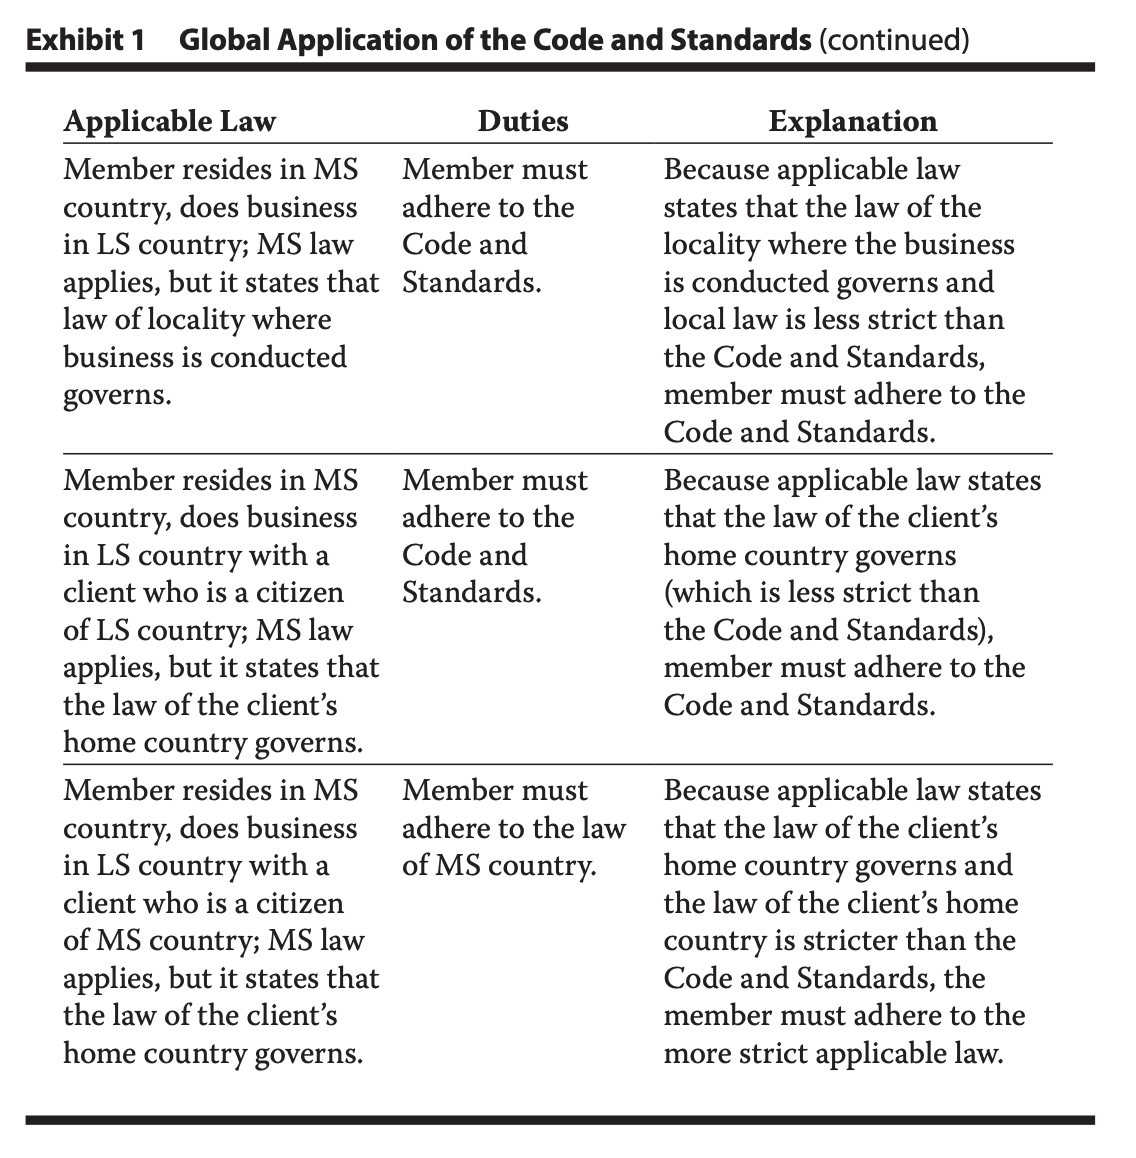 Exhibit 1 Global Application of the Code and Standards (continued)
Applicable Law Duties Explanation
Member resides in MS
country, does business
in LS country; MS law
applies, but it states that
law of locality where
business is conducted
governs.
Member must
adhere to the
Code and
Standards.
Because applicable law
states that the law of the
locality where the business
is conducted governs and
local law is less strict than
the Code and Standards,
member must adhere to the
Code and Standards.
Member resides in MS
country, does business
in LS country with a
client who is a citizen
of LS country; MS law
applies, but it states that
the law of the client’s
home country governs.
Member must
adhere to the
Code and
Standards.
Because applicable law states
that the law of the client’s
home country governs
(which is less strict than
the Code and Standards),
member must adhere to the
Code and Standards.
Member resides in MS
country, does business
in LS country with a
client who is a citizen
of MS country; MS law
applies, but it states that
the law of the client’s
home country governs.
Member must
adhere to the law
of MS country.
Because applicable law states
that the law of the client’s
home country governs and
the law of the client’s home
country is stricter than the
Code and Standards, the
member must adhere to the
more strict applicable law.